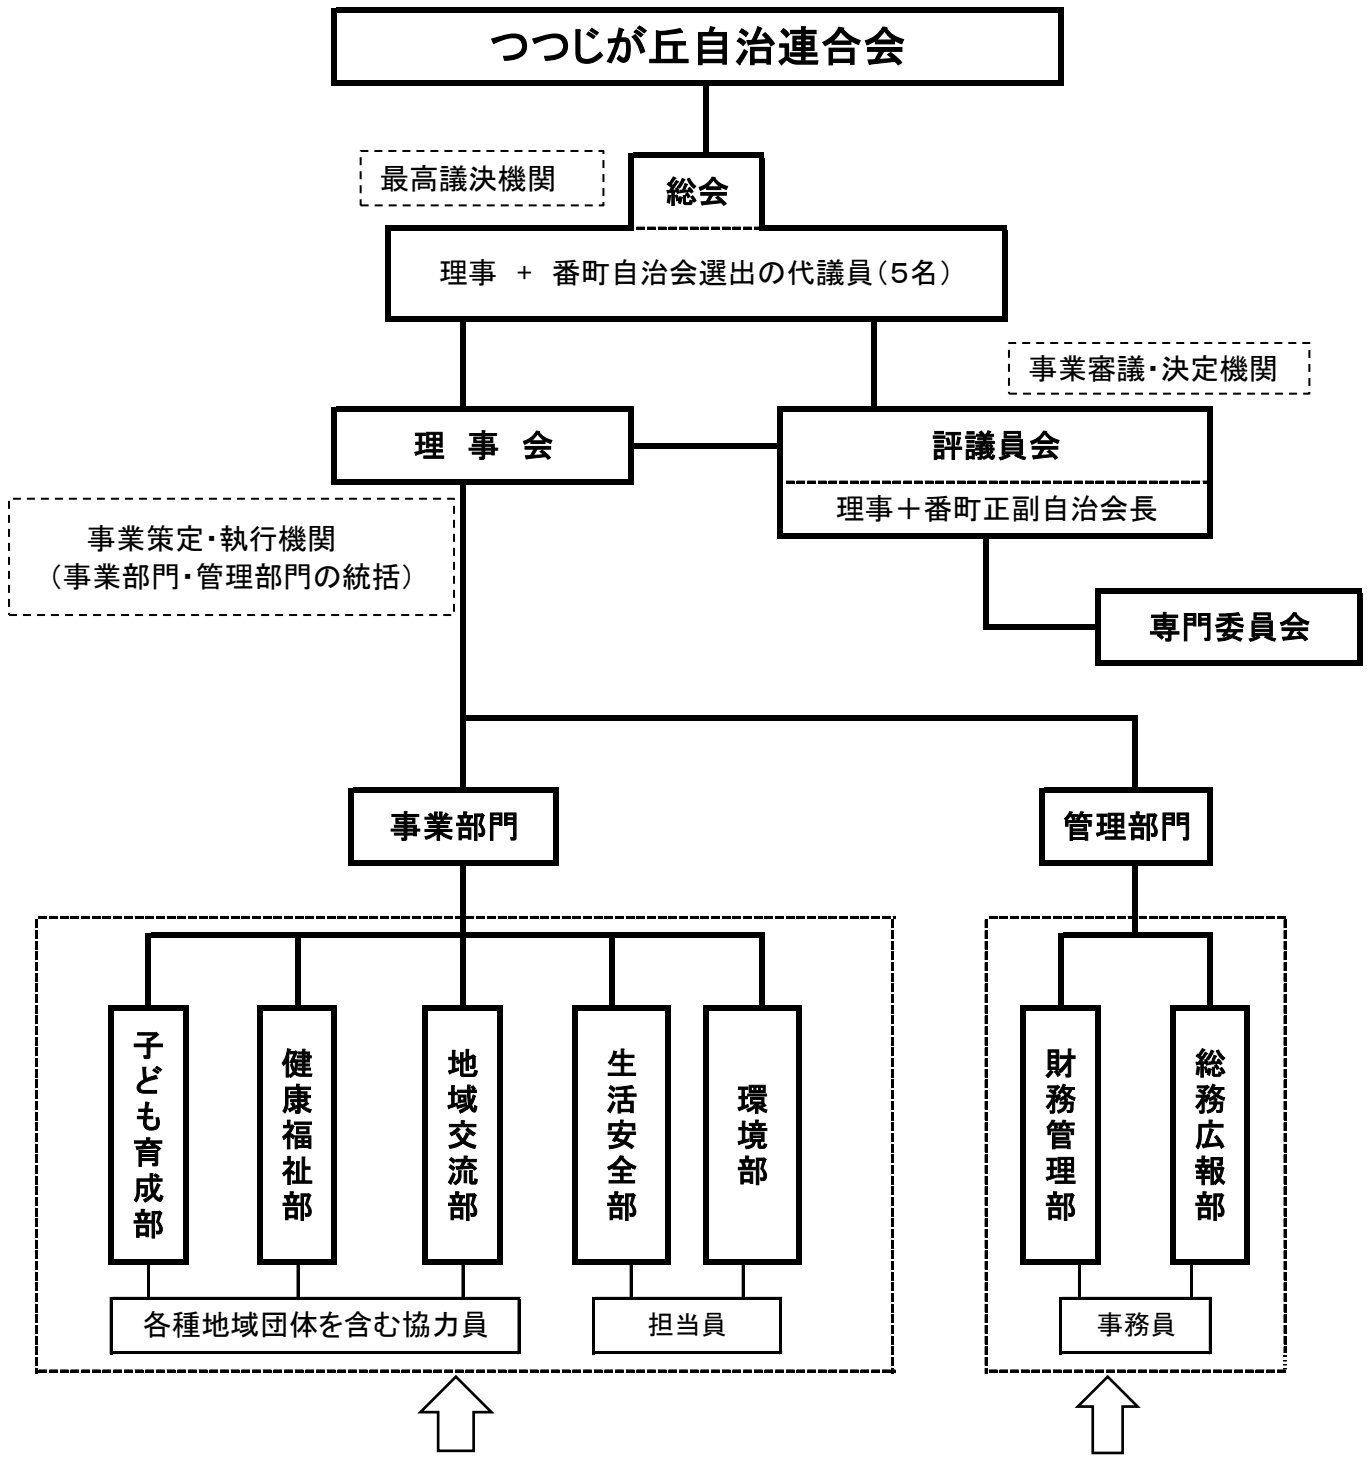 つつじが丘自治連合会
最高議決機関
総会
理事 + 番町自治会選出の代議員(5名)
事業審議・決定機関
理 事 会
評議員会
理事+番町正副自治会長
事業策定・執行機関
(事業部門・管理部門の統括)
専門委員会
事業部門
管理部門
子ども育成部
健康福祉部
地域交流部
生活安全部
環境部
財務管理部
総務広報部
各種地域団体を含む協力員
担当員
事務員